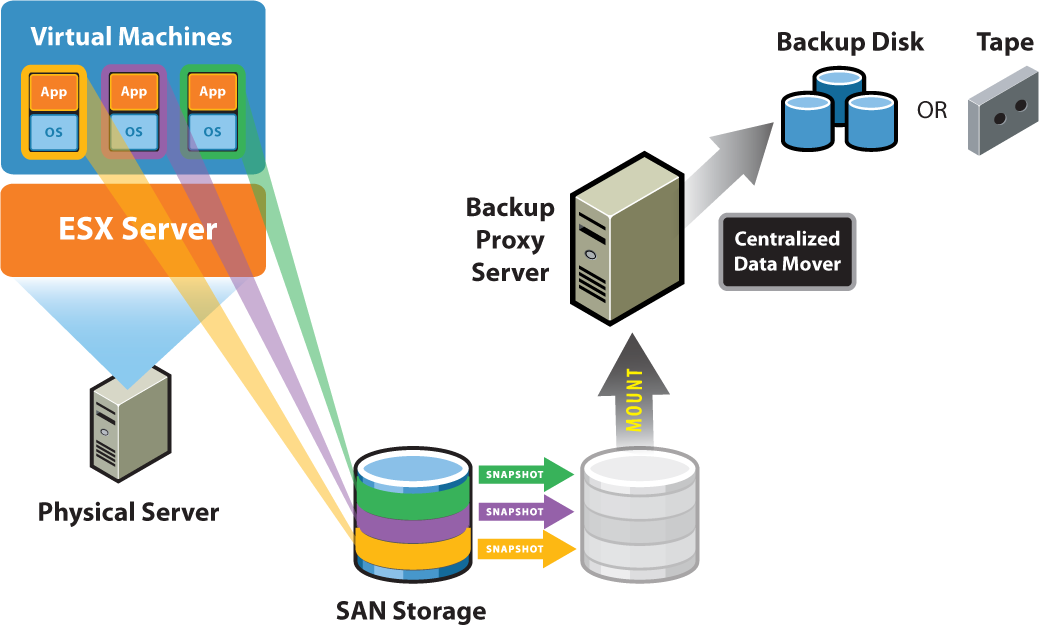 Virtual Machines
App
App
App
OS
OS
OS
ESX Server
Physical Server
SAN Storage
SNAPSHOT
SNAPSHOT
SNAPSHOT
MOUNT
Backup
Proxy
Server
Centralized
Data Mover
Backup Disk
OR
Tape